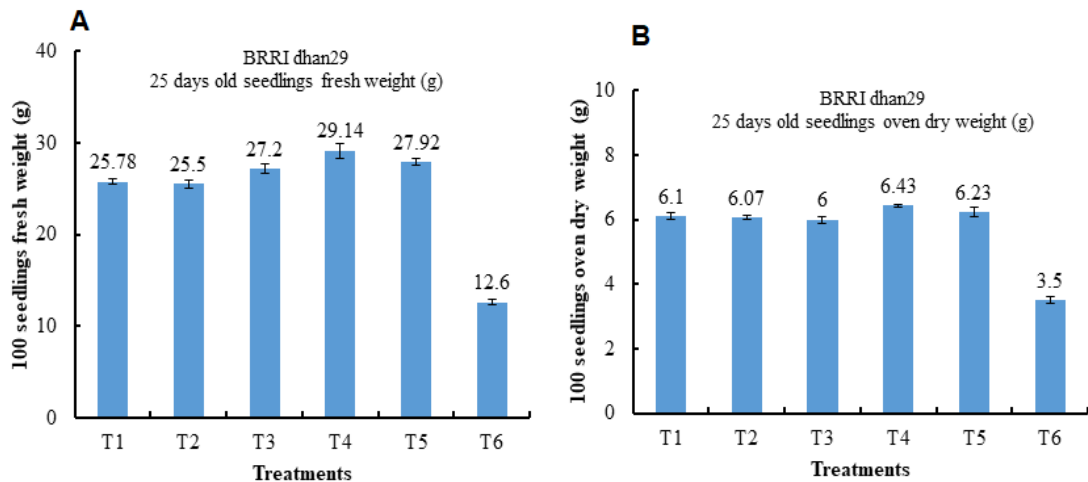 A
BRRI dhan29
25 days old seedlings fresh weight (g)
100 seedlings fresh weight (g)
40
30
20
10
0
25.78
25.5
27.2
29.14
27.92
12.6
T1
T2
T3
T4
T5
T6
Treatments
B
BRRI dhan29
25 days old seedlings oven dry weight (g)
100 seedlings oven dry weight (g)
10
8
6
4
2
0
6.1
6.07
6
6.43
6.23
3.5
T1
T2
T3
T4
T5
T6
Treatments